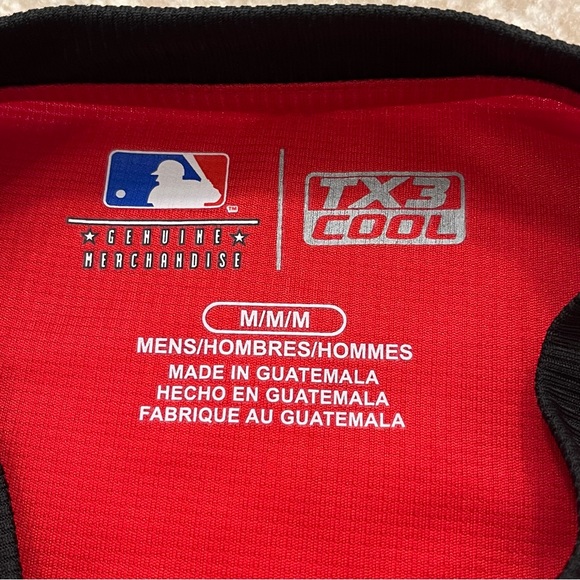 GENUINE
MERCHANDISE
TX3
COOL
M/M/M
MENS/HOMBRES/HOMMES
MADE IN GUATEMALA
HECHO EN GUATEMALA
FABRIQUE AU GUATEMALA